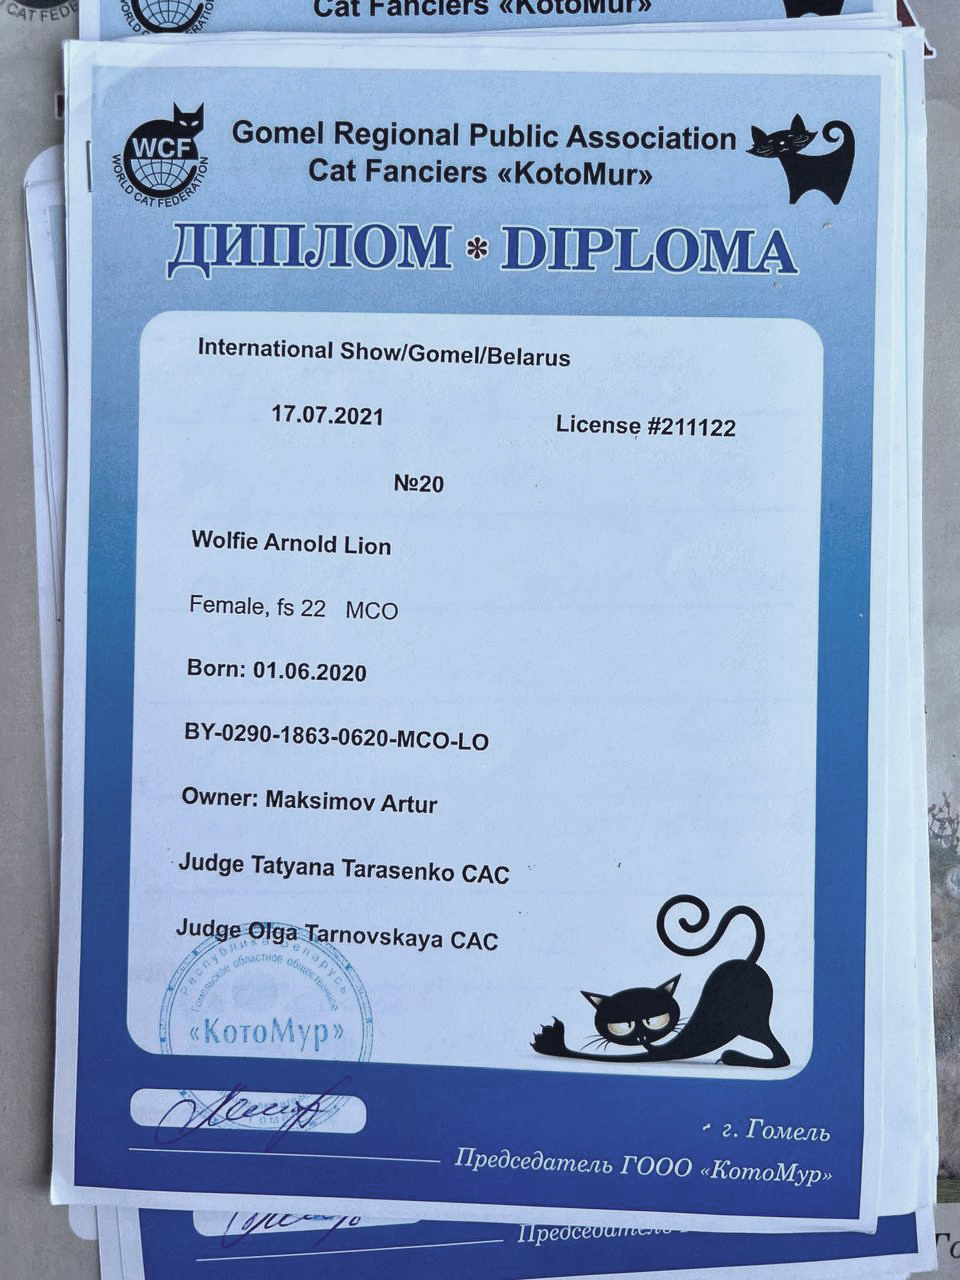 Cat Fanciers «КотоMur»
CAT FEDERATION
WCF
WORLD CAT FEDERATION
Gomel Regional Public Association
Cat Fanciers «KotoMur»
ДИПЛОМ * DIPLOMA
International Show/Gomel/Belarus
17.07.2021
License #211122
№20
Wolfie Arnold Lion
Female, fs 22 MCO
Born: 01.06.2020
BY-0290-1863-0620-MCO-LO
Owner: Maksimov Artur
Judge Tatyana Tarasenko CAC
Judge Olga Tarnovskaya CAC
Республика Беларусь
Гомельское областное общественное
«КотоМур»
г. Гомель
Председатель ГООО «КотоМур»
Председатель